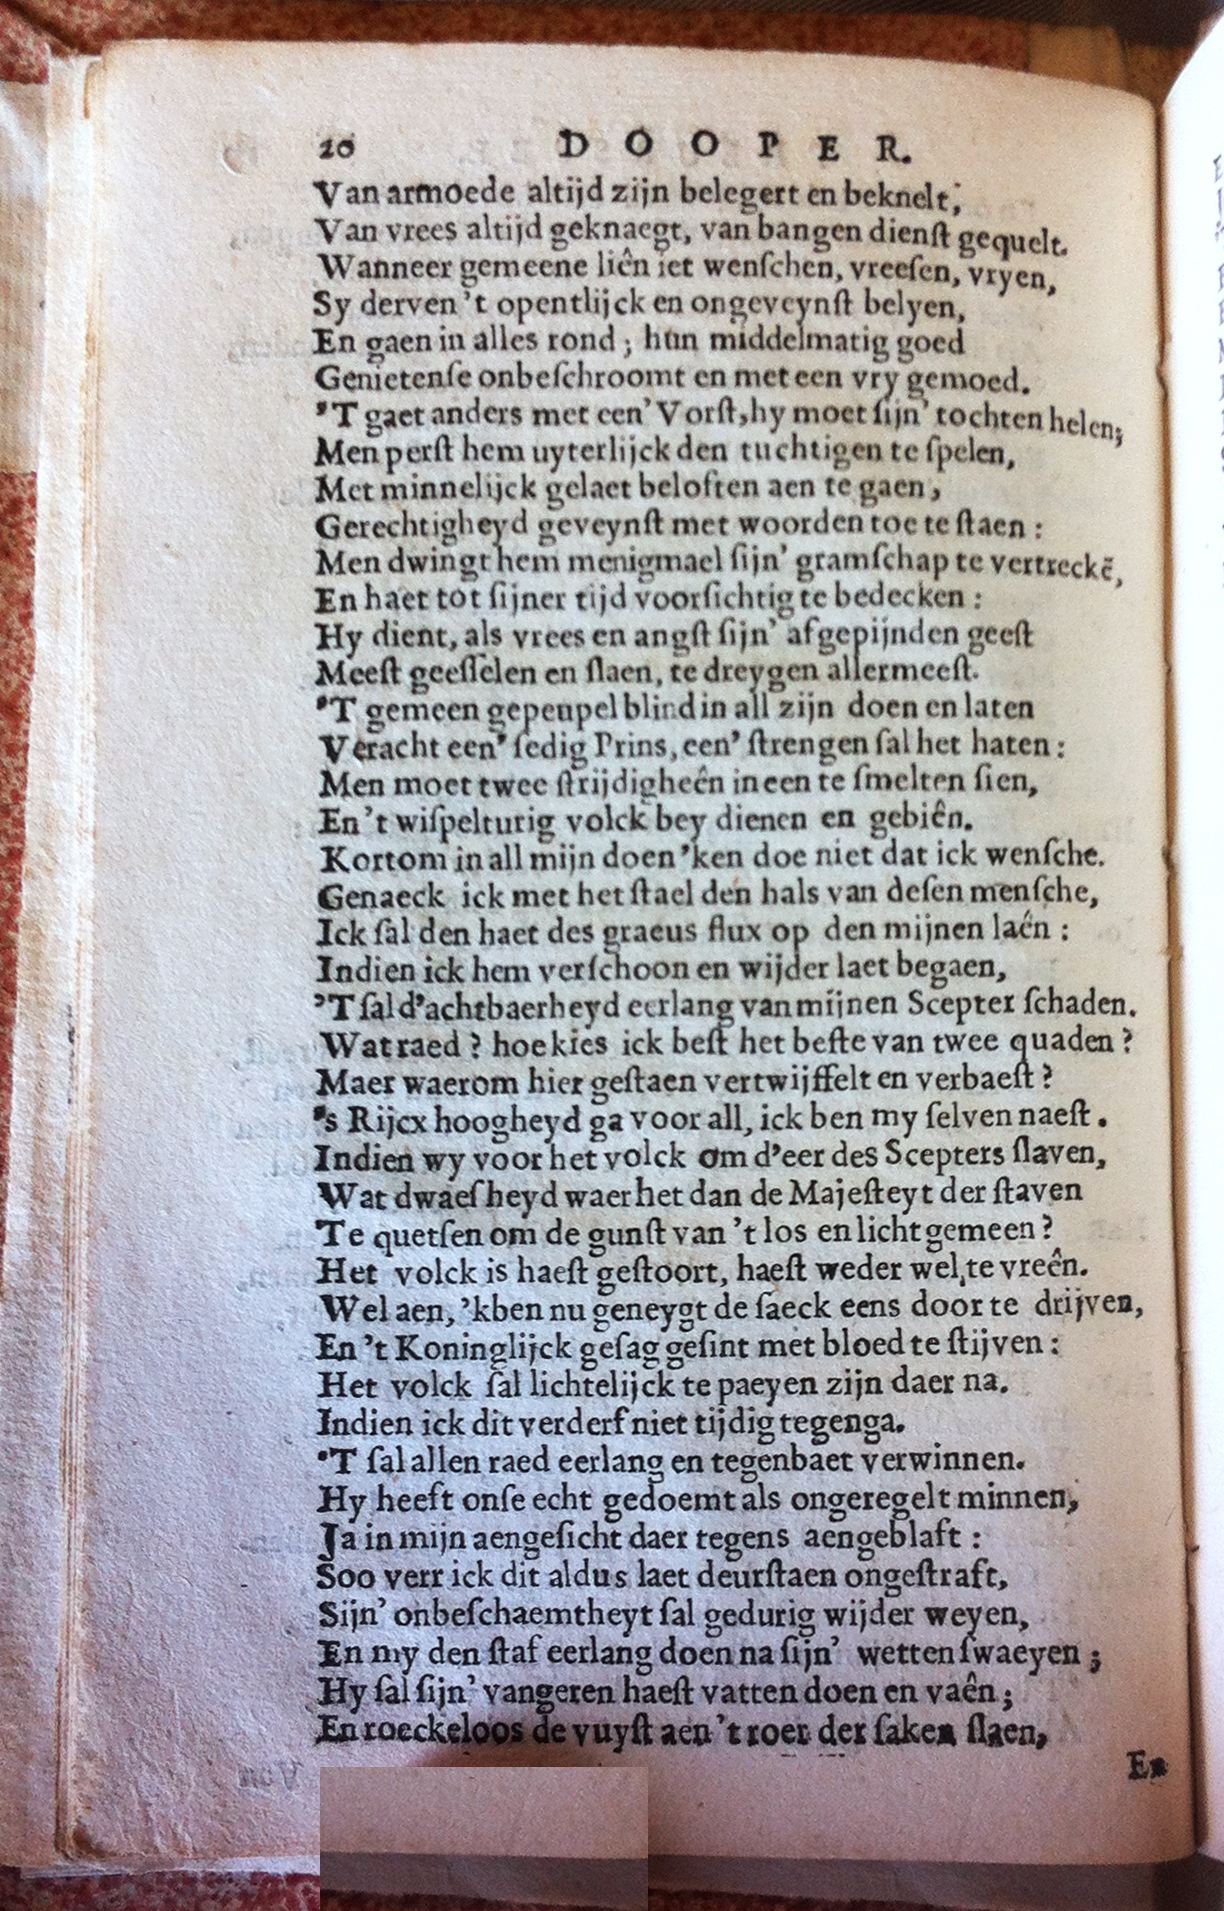 20 DOOPER.
Van armoede altijd zijn belegert en beknelt,
Van vrees altijd geknaegt, van bangen dienſt gequelt.
Wanneer gemeene liên iet wenſchen, vreeſen, vryen,
Sy derven 't opentlijck en ongeveynſt belyen,
En gaen in alles rond; hun middelmatig goed
Genietenſe onbeſchroomt en met een vry gemoed.
'T gaet anders met een' Vorſt, hy moet ſijn' tochten helen;
Men perſt hem uyterlijck den tuchtigen te ſpelen,
Met minnelijck gelaet beloften aen te gaen,
Gerechtigheyd geveynſt met woorden toe te ſtaen:
Men dwingt hem menigmael ſijn' gramſchap te vertreckē,
En haet tot ſijner tijd voorſichtig te bedecken:
Hy dient, als vrees en angſt ſijn' afgepijnden geeſt
Meeſt geeſſelen en ſlaen, te dreygen allermeeſt.
'T gemeen gepeupel blind in all zijn doen en laten
Veracht een' ſedig Prins, een' ſtrengen ſal het haten:
Men moet twee ſtrijdigheên in een te ſmelten ſien,
En 't wiſpelturig volck bey dienen en gebiên.
Kortom in all mijn doen 'ken doe niet dat ick wenſche.
Genaeck ick met het ſtael den hals van deſen menſche,
Ick ſal den haet des graeus flux op den mijnen laên:
Indien ick hem verſchoon en wijder laet begaen,
'T ſal d'achtbaerheyd eerlang van mijnen Scepter ſchaden.
Wat raed? hoe kies ick beſt het beſte van twee quaden?
Maer waerom hier geſtaen vertwijffelt en verbaeſt?
's Rijcx hoogheyd ga voor all, ick ben my ſelven naeſt.
Indien wy voor het volck om d'eer des Scepters ſlaven,
Wat dwaeſheyd waer het dan de Majeſteyt der ſtaven
Te quetſen om de gunſt van 't los en licht gemeen?
Het volck is haeſt geſtoort, haeſt weder wel te vreên.
Wel aen, 'kben nu geneygt de ſaeck eens door te drijven,
En 't Koninglijck geſag geſint met bloed te ſtijven:
Het volck ſal lichtelijck te paeyen zijn daer na.
Indien ick dit verderf niet tijdig tegenga.
'T ſal allen raed eerlang en tegenbaet verwinnen.
Hy heeft onſe echt gedoemt als ongeregelt minnen,
Ja in mijn aengeſicht daer tegens aengeblaft:
Soo verr ick dit aldus laet deurſtaen ongeſtraft,
Sijn' onbeſchaemtheyt ſal gedurig wijder weyen,
En my den ſtaf eerlang doen na ſijn' wetten ſwaeyen;
Hy ſal ſijn' vangeren haeſt vatten doen en vaên;
En roeckeloos de vuyſt aen 't roer der ſaken ſlaen,
En